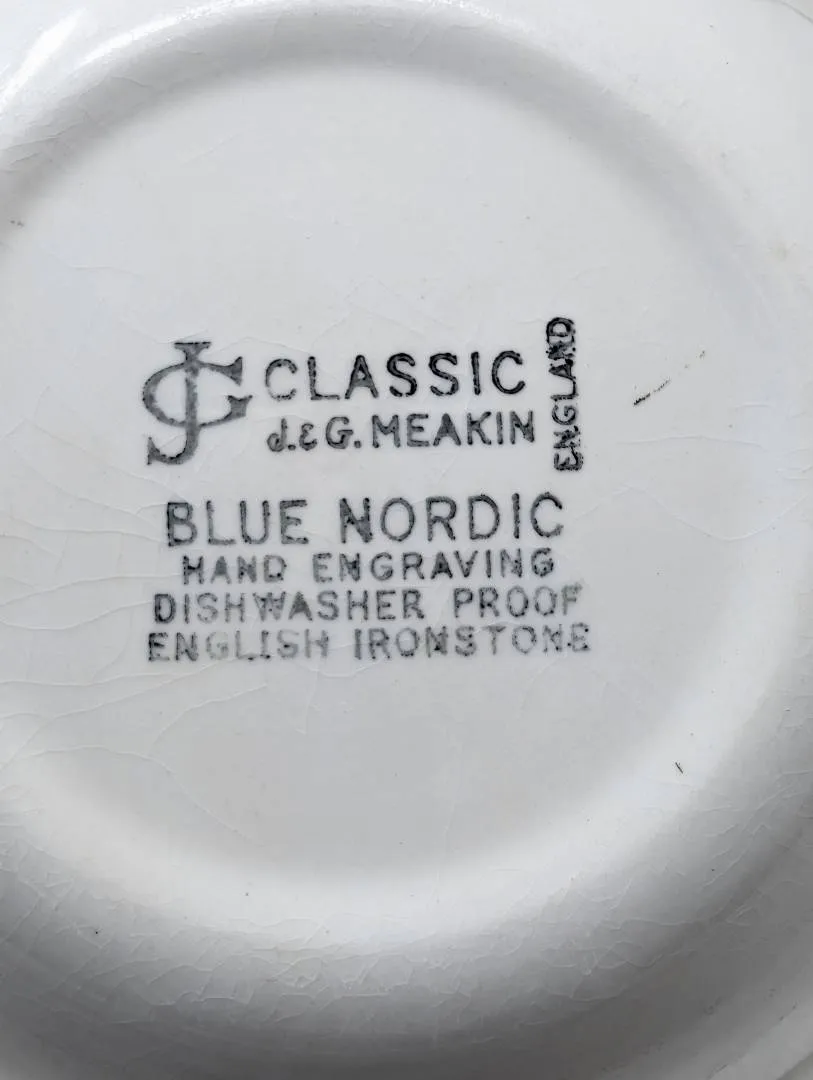 JG CLASSIC
J.&G. MEAKIN
ENGLAND
BLUE NORDIC
HAND ENGRAVING
DISHWASHER PROOF
ENGLISH IRONSTONE